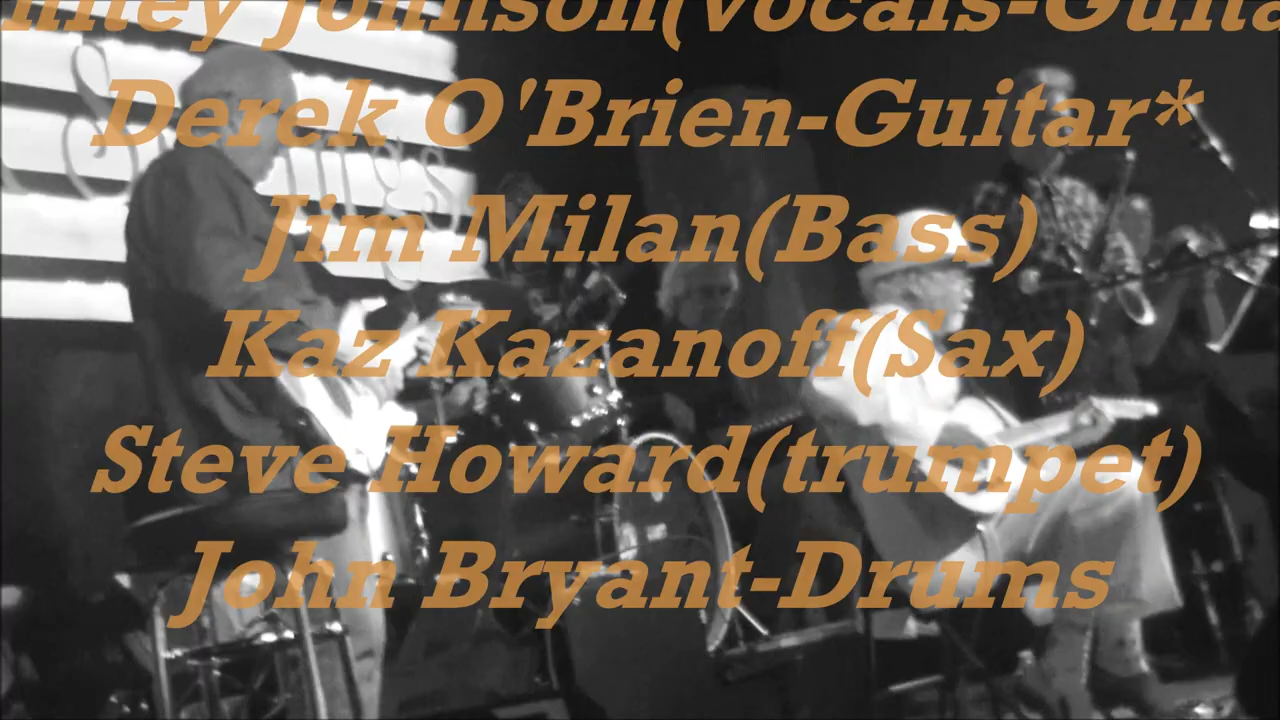 Johnson(vocals-Guita
Derek O'Brien-Guitar*
Jim Milan(Bass)
Kaz Kazanoff(Sax)
Steve Howard(trumpet)
John Bryant-Drums